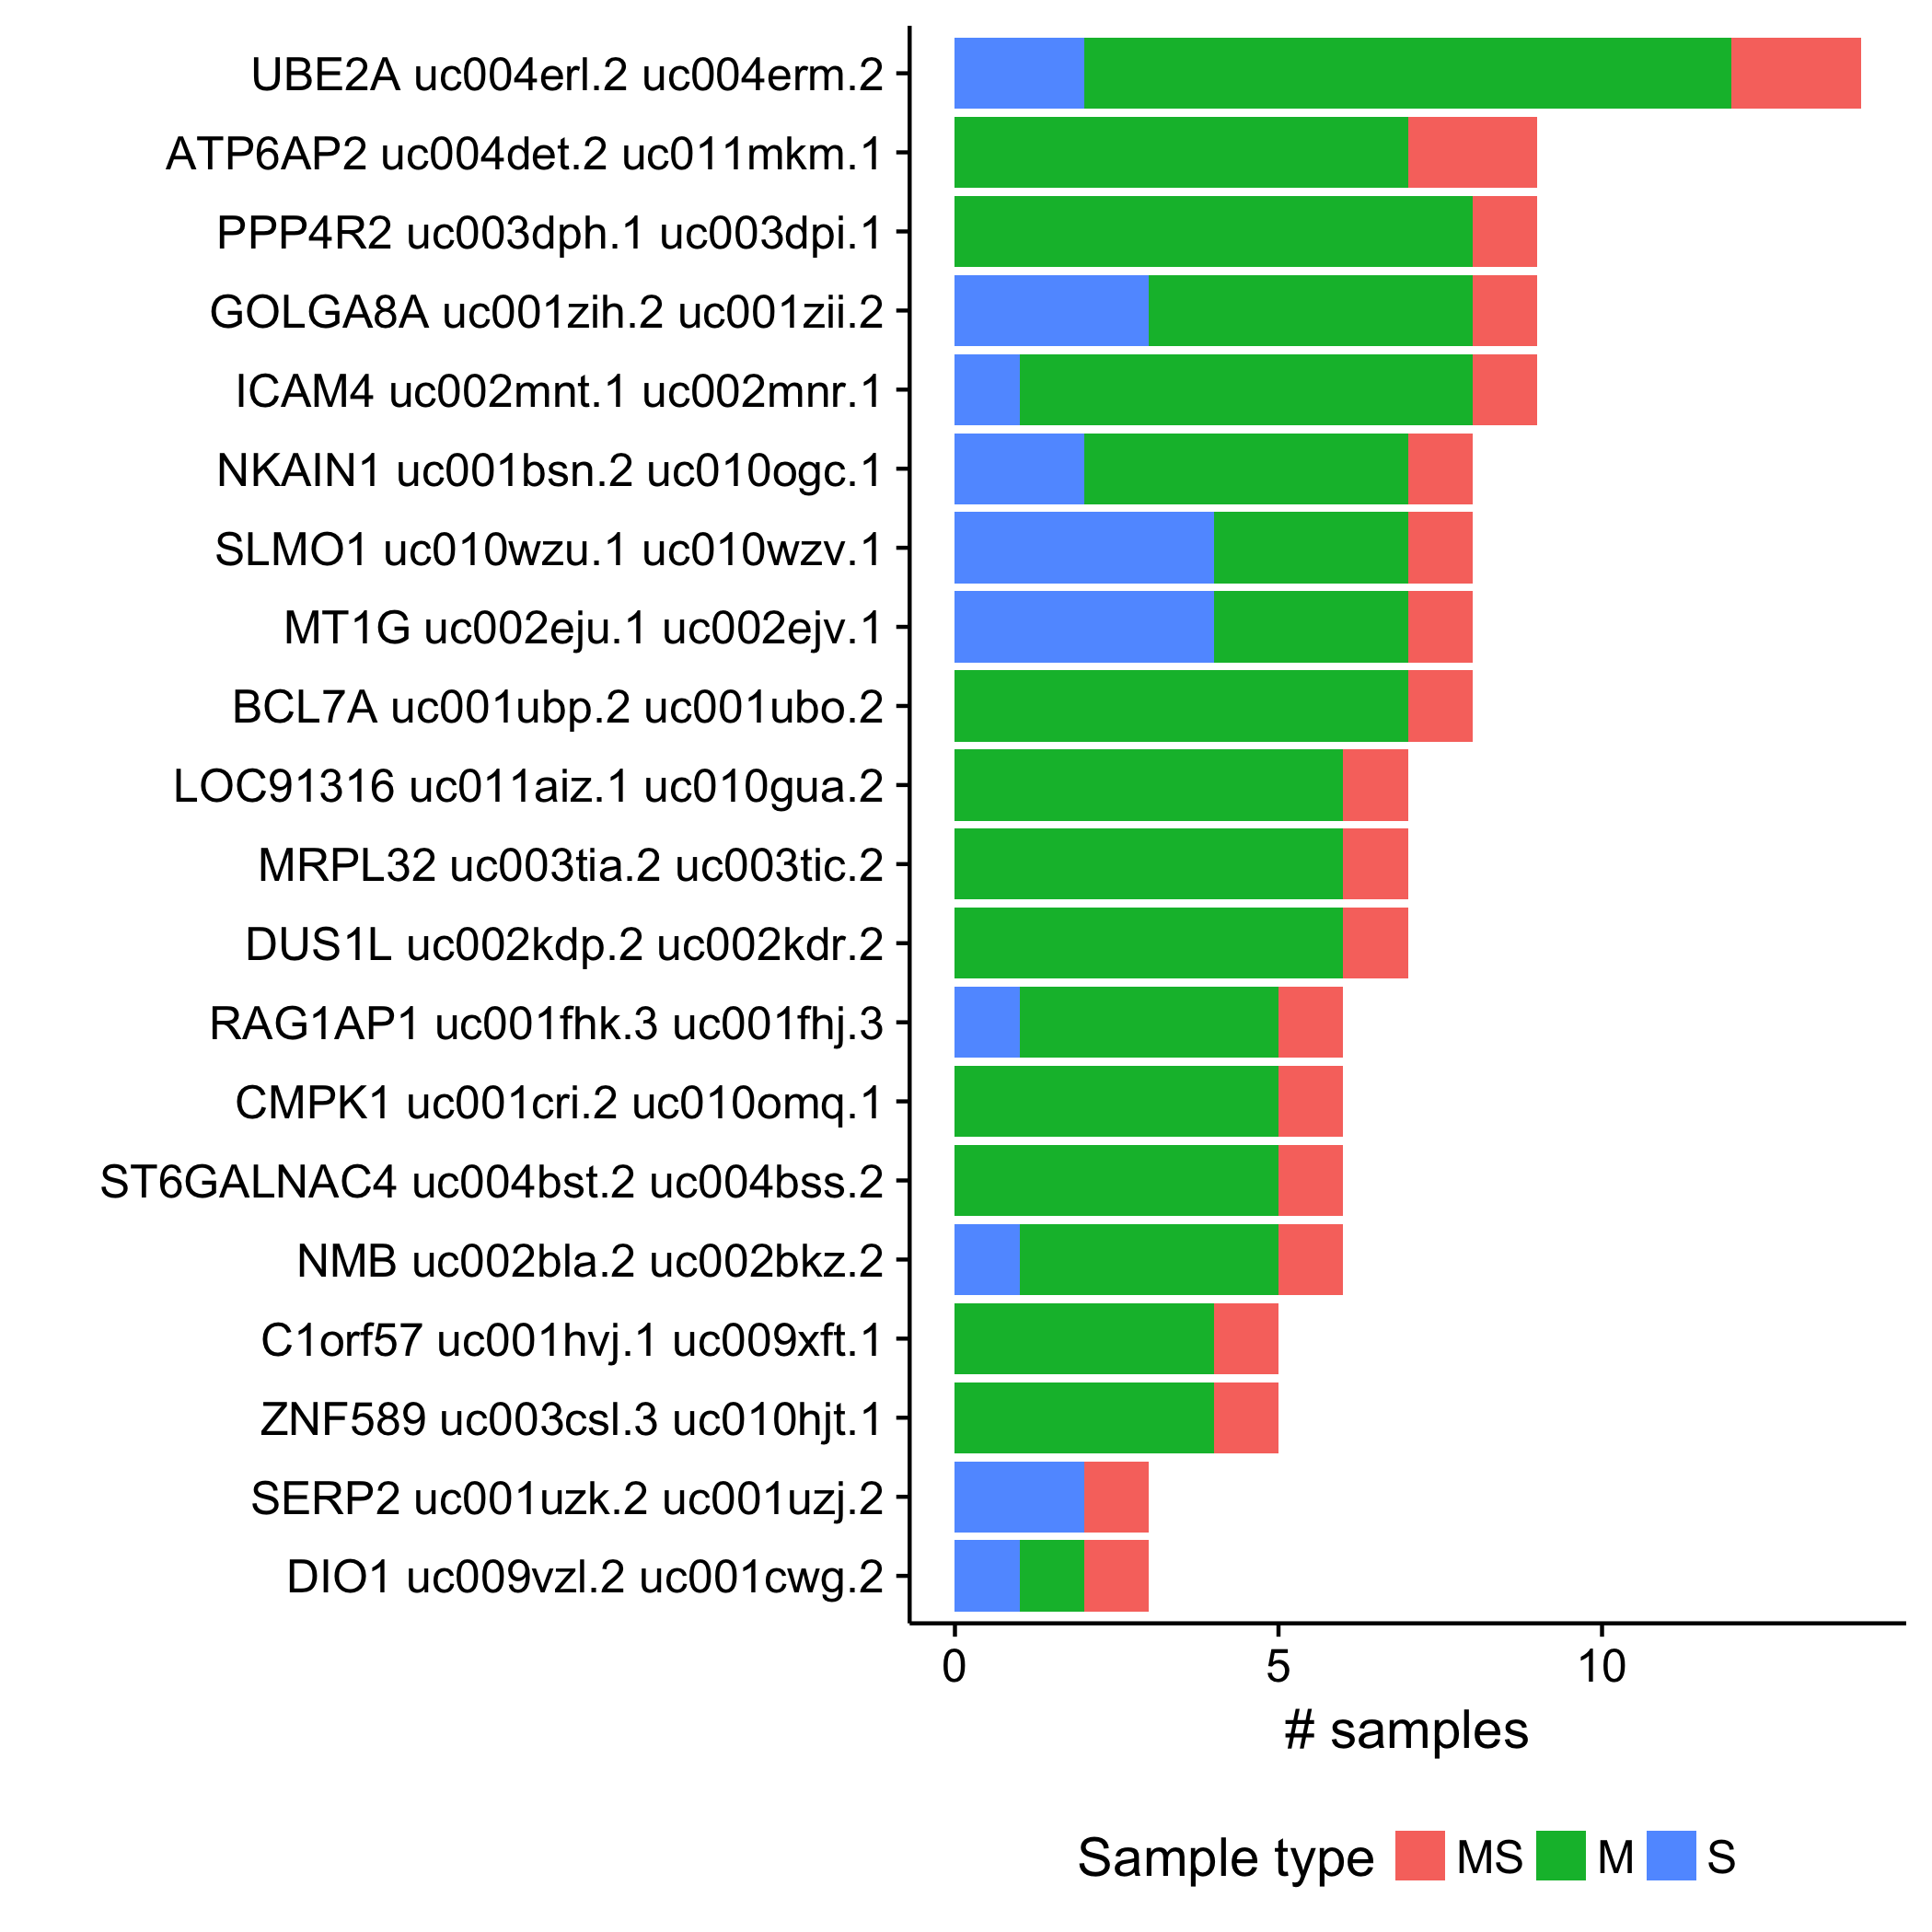 UBE2A uc004erl.2 uc004erm.2
ATP6AP2 uc004det.2 uc011mkm.1
PPP4R2 uc003dph.1 uc003dpi.1
GOLGA8A uc001zih.2 uc001zii.2
ICAM4 uc002mnt.1 uc002mnr.1
NKAIN1 uc001bsn.2 uc010ogc.1
SLMO1 uc010wzu.1 uc010wzv.1
MT1G uc002eju.1 uc002ejv.1
BCL7A uc001ubp.2 uc001ubo.2
LOC91316 uc011aiz.1 uc010gua.2
MRPL32 uc003tia.2 uc003tic.2
DUS1L uc002kdp.2 uc002kdr.2
RAG1AP1 uc001fhk.3 uc001fhj.3
CMPK1 uc001cri.2 uc010omq.1
ST6GALNAC4 uc004bst.2 uc004bss.2
NMB uc002bla.2 uc002bkz.2
C1orf57 uc001hvj.1 uc009xft.1
ZNF589 uc003csl.3 uc010hjt.1
SERP2 uc001uzk.2 uc001uzj.2
DIO1 uc009vzl.2 uc001cwg.2
0 5 10
# samples
Sample type MS M S